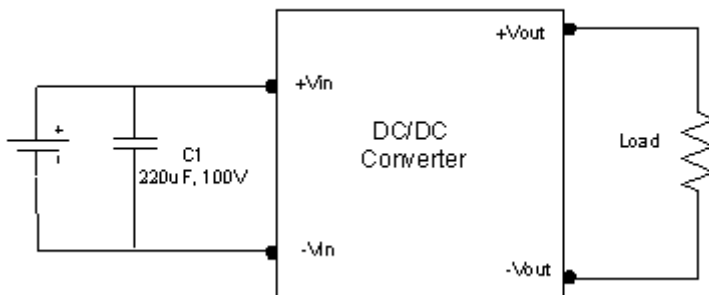 +Vout
+Vin
+
-
C1
220uF, 100V
DC/DC
Converter
Load
-Vin
-Vout